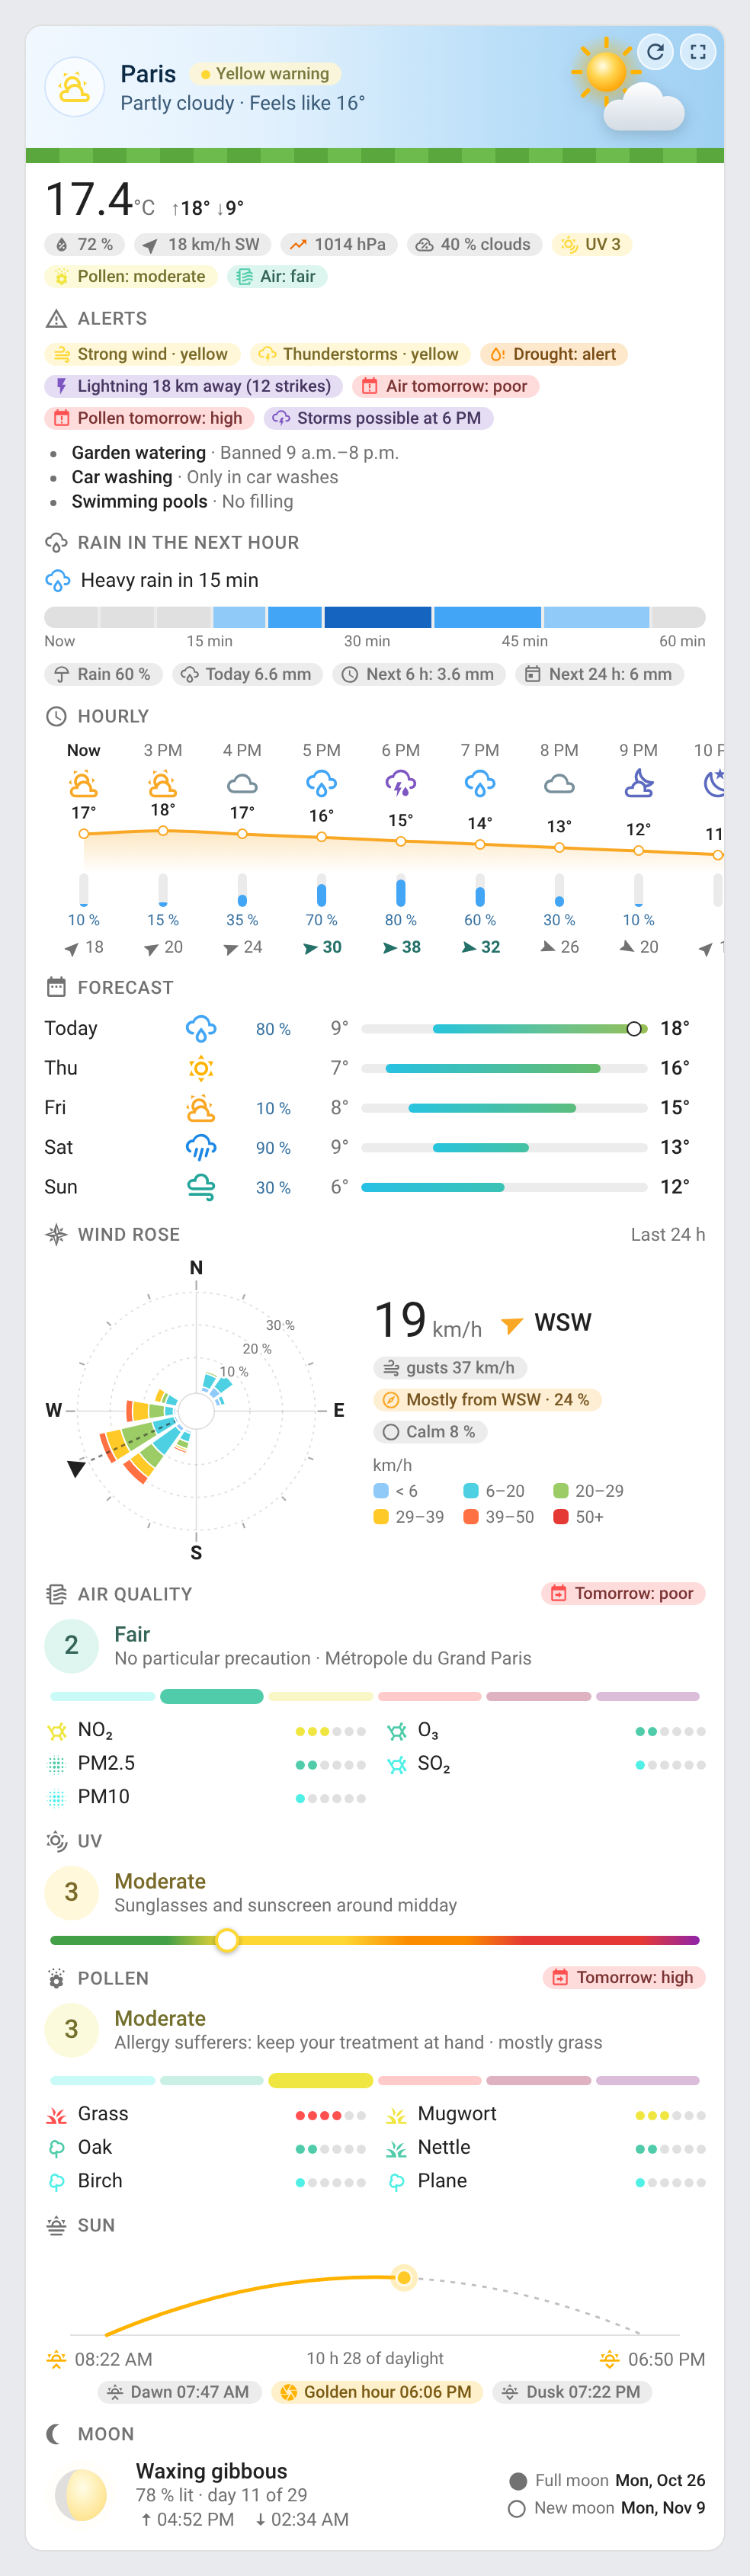 Paris Yellow warning
Partly cloudy · Feels like 16°
17.4°C ↑18° ↓9°
72 % 18 km/h SW 1014 hPa 40 % clouds UV 3
Pollen: moderate Air: fair
ALERTS
Strong wind · yellow Thunderstorms · yellow Drought: alert
Lightning 18 km away (12 strikes) Air tomorrow: poor
Pollen tomorrow: high Storms possible at 6 PM
• Garden watering · Banned 9 a.m.–8 p.m.
• Car washing · Only in car washes
• Swimming pools · No filling
RAIN IN THE NEXT HOUR
Heavy rain in 15 min
Now 15 min 30 min 45 min 60 min
Rain 60 % Today 6.6 mm Next 6 h: 3.6 mm Next 24 h: 6 mm
HOURLY
Now 3 PM 4 PM 5 PM 6 PM 7 PM 8 PM 9 PM 10
17° 18° 17° 16° 15° 14° 13° 12° 11
10 % 15 % 35 % 70 % 80 % 60 % 30 % 10 %
18 20 24 30 38 32 26 20
FORECAST
Today 80 % 9° 18°
Thu 7° 16°
Fri 10 % 8° 15°
Sat 90 % 9° 13°
Sun 30 % 6° 12°
WIND ROSE Last 24 h
N
30 %
20 %
10 %
W E
S
19 km/h WSW
gusts 37 km/h
Mostly from WSW · 24 %
Calm 8 %
km/h
< 6 6–20 20–29
29–39 39–50 50+
AIR QUALITY Tomorrow: poor
2 Fair
No particular precaution · Métropole du Grand Paris
NO₂ O₃
PM2.5 SO₂
PM10
UV
3 Moderate
Sunglasses and sunscreen around midday
POLLEN Tomorrow: high
3 Moderate
Allergy sufferers: keep your treatment at hand · mostly grass
Grass Mugwort
Oak Nettle
Birch Plane
SUN
08:22 AM 10 h 28 of daylight 06:50 PM
Dawn 07:47 AM Golden hour 06:06 PM Dusk 07:22 PM
MOON
Waxing gibbous
78 % lit · day 11 of 29
↑ 04:52 PM ↓ 02:34 AM
Full moon Mon, Oct 26
New moon Mon, Nov 9